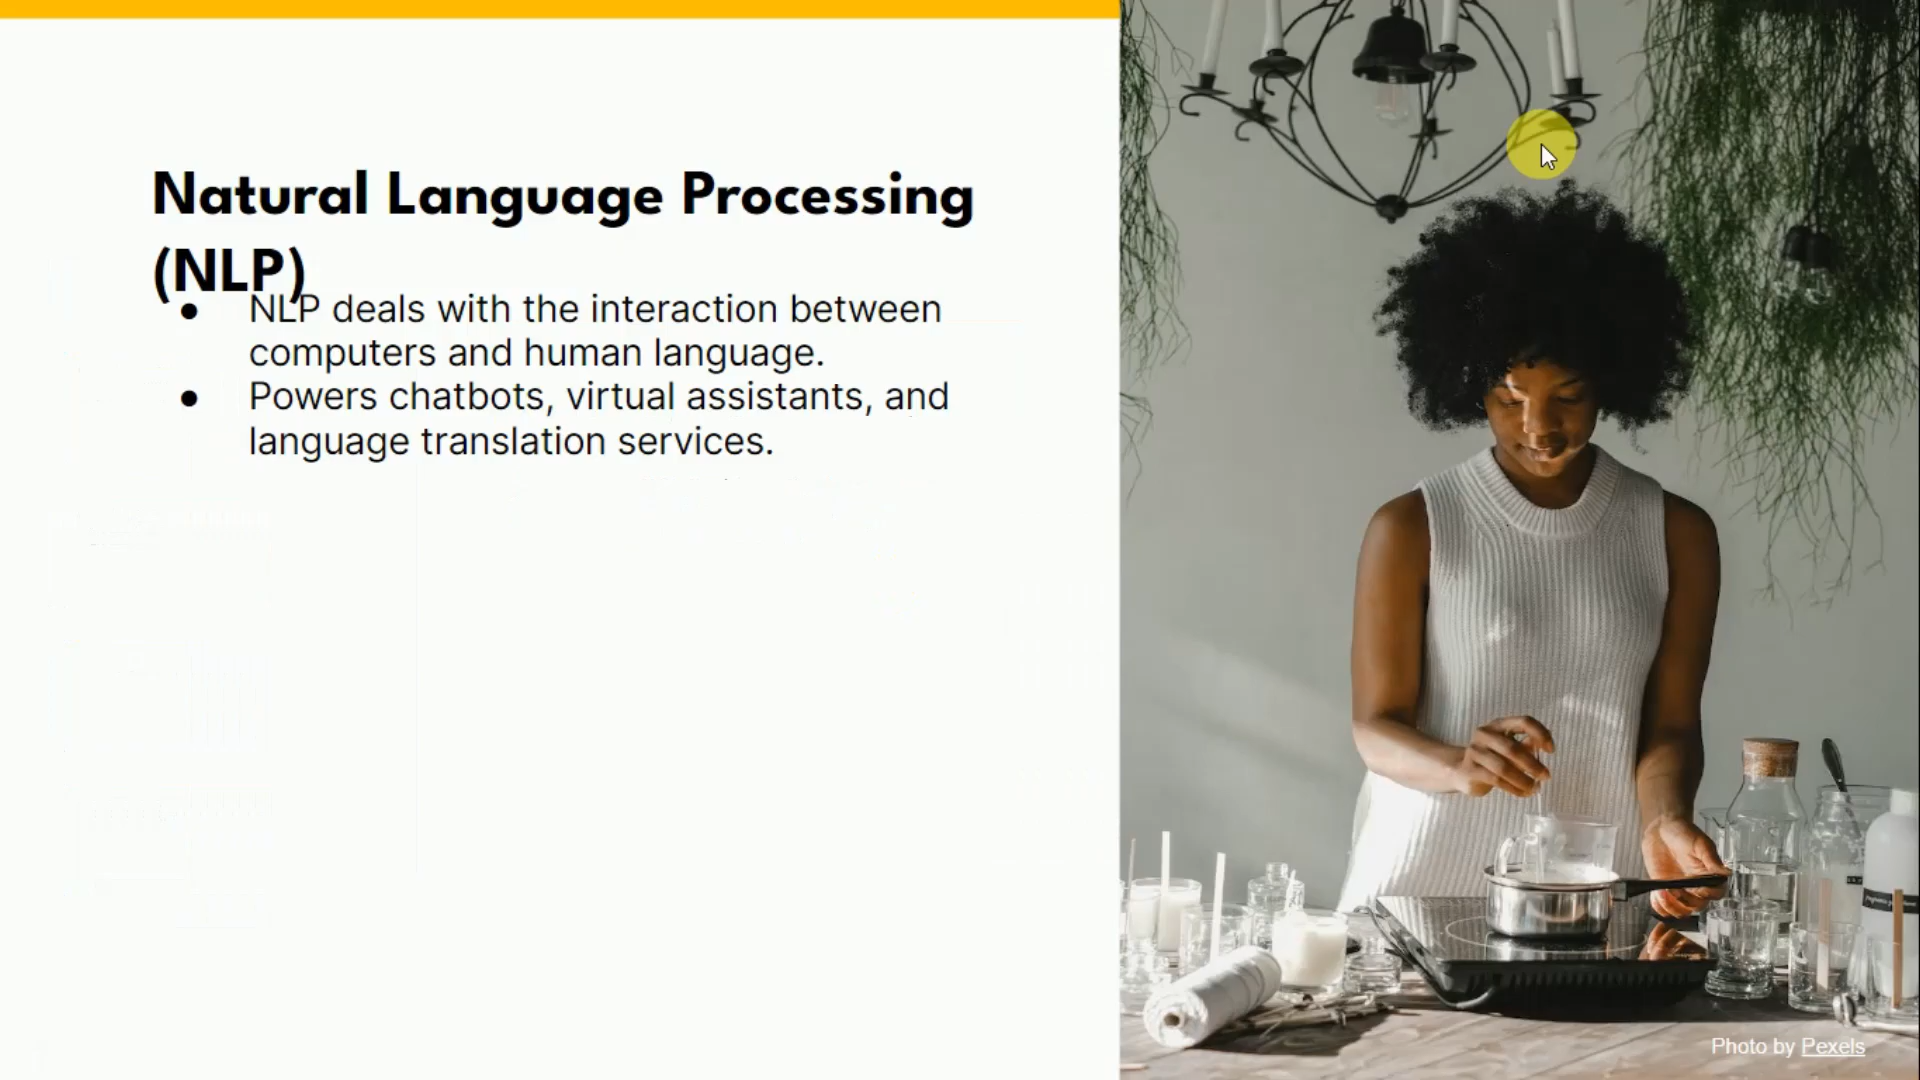 Natural Language Processing
(NLP)
● NLP deals with the interaction between
computers and human language.
● Powers chatbots, virtual assistants, and
language translation services.
Photo by Pexels